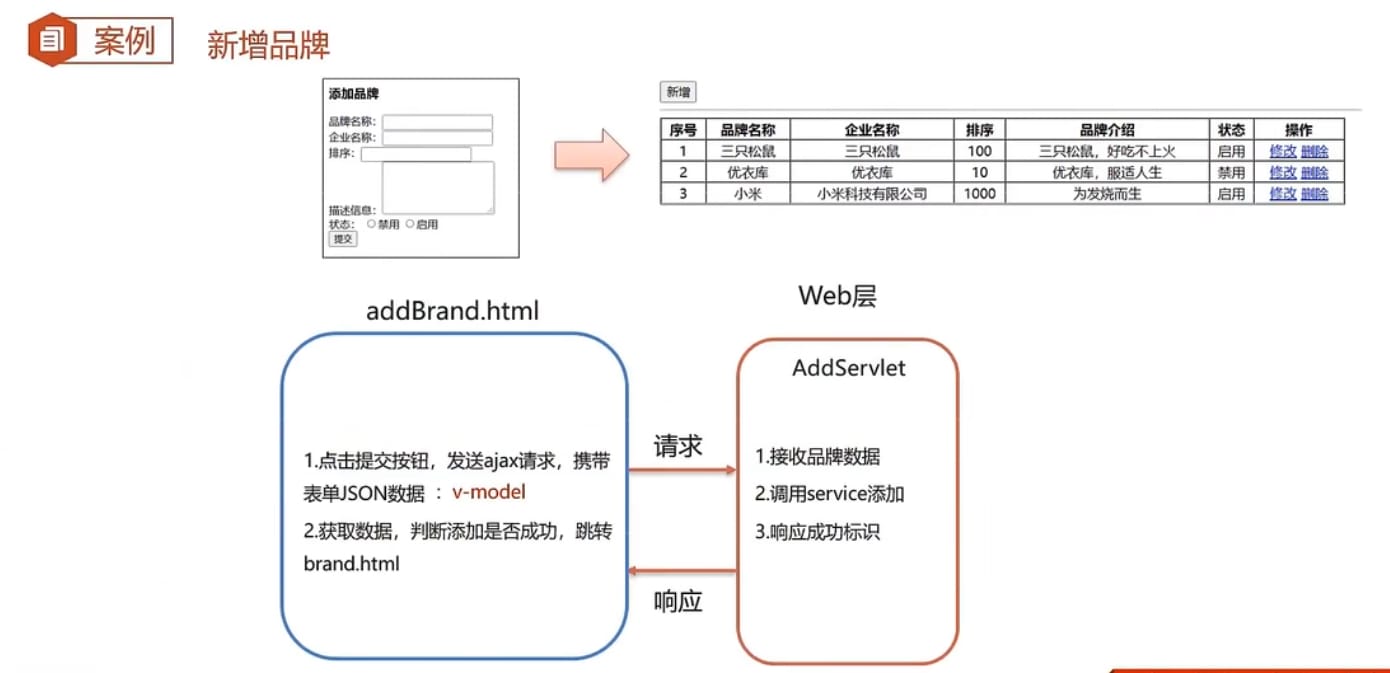 案例
新增品牌
添加品牌
品牌名称:
企业名称:
排序:
描述信息:
状态: 禁用 启用
提交
新增
序号 品牌名称 企业名称 排序 品牌介绍 状态 操作
1 三只松鼠 三只松鼠 100 三只松鼠，好吃不上火 启用 修改 删除
2 优衣库 优衣库 10 优衣库，服适人生 禁用 修改 删除
3 小米 小米科技有限公司 1000 为发烧而生 启用 修改 删除
addBrand.html
1.点击提交按钮，发送ajax请求，携带
表单JSON数据 ：v-model
2.获取数据，判断添加是否成功，跳转
brand.html
请求
响应
Web层
AddServlet
1.接收品牌数据
2.调用service添加
3.响应成功标识